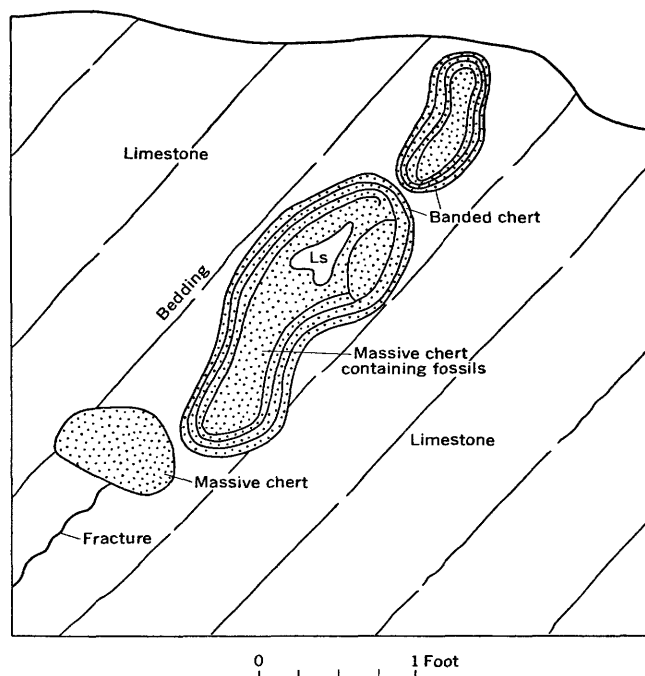 Limestone
Banded chert
Ls
Bedding
Massive chert
containing fossils
Limestone
Massive chert
Fracture
0 1 Foot